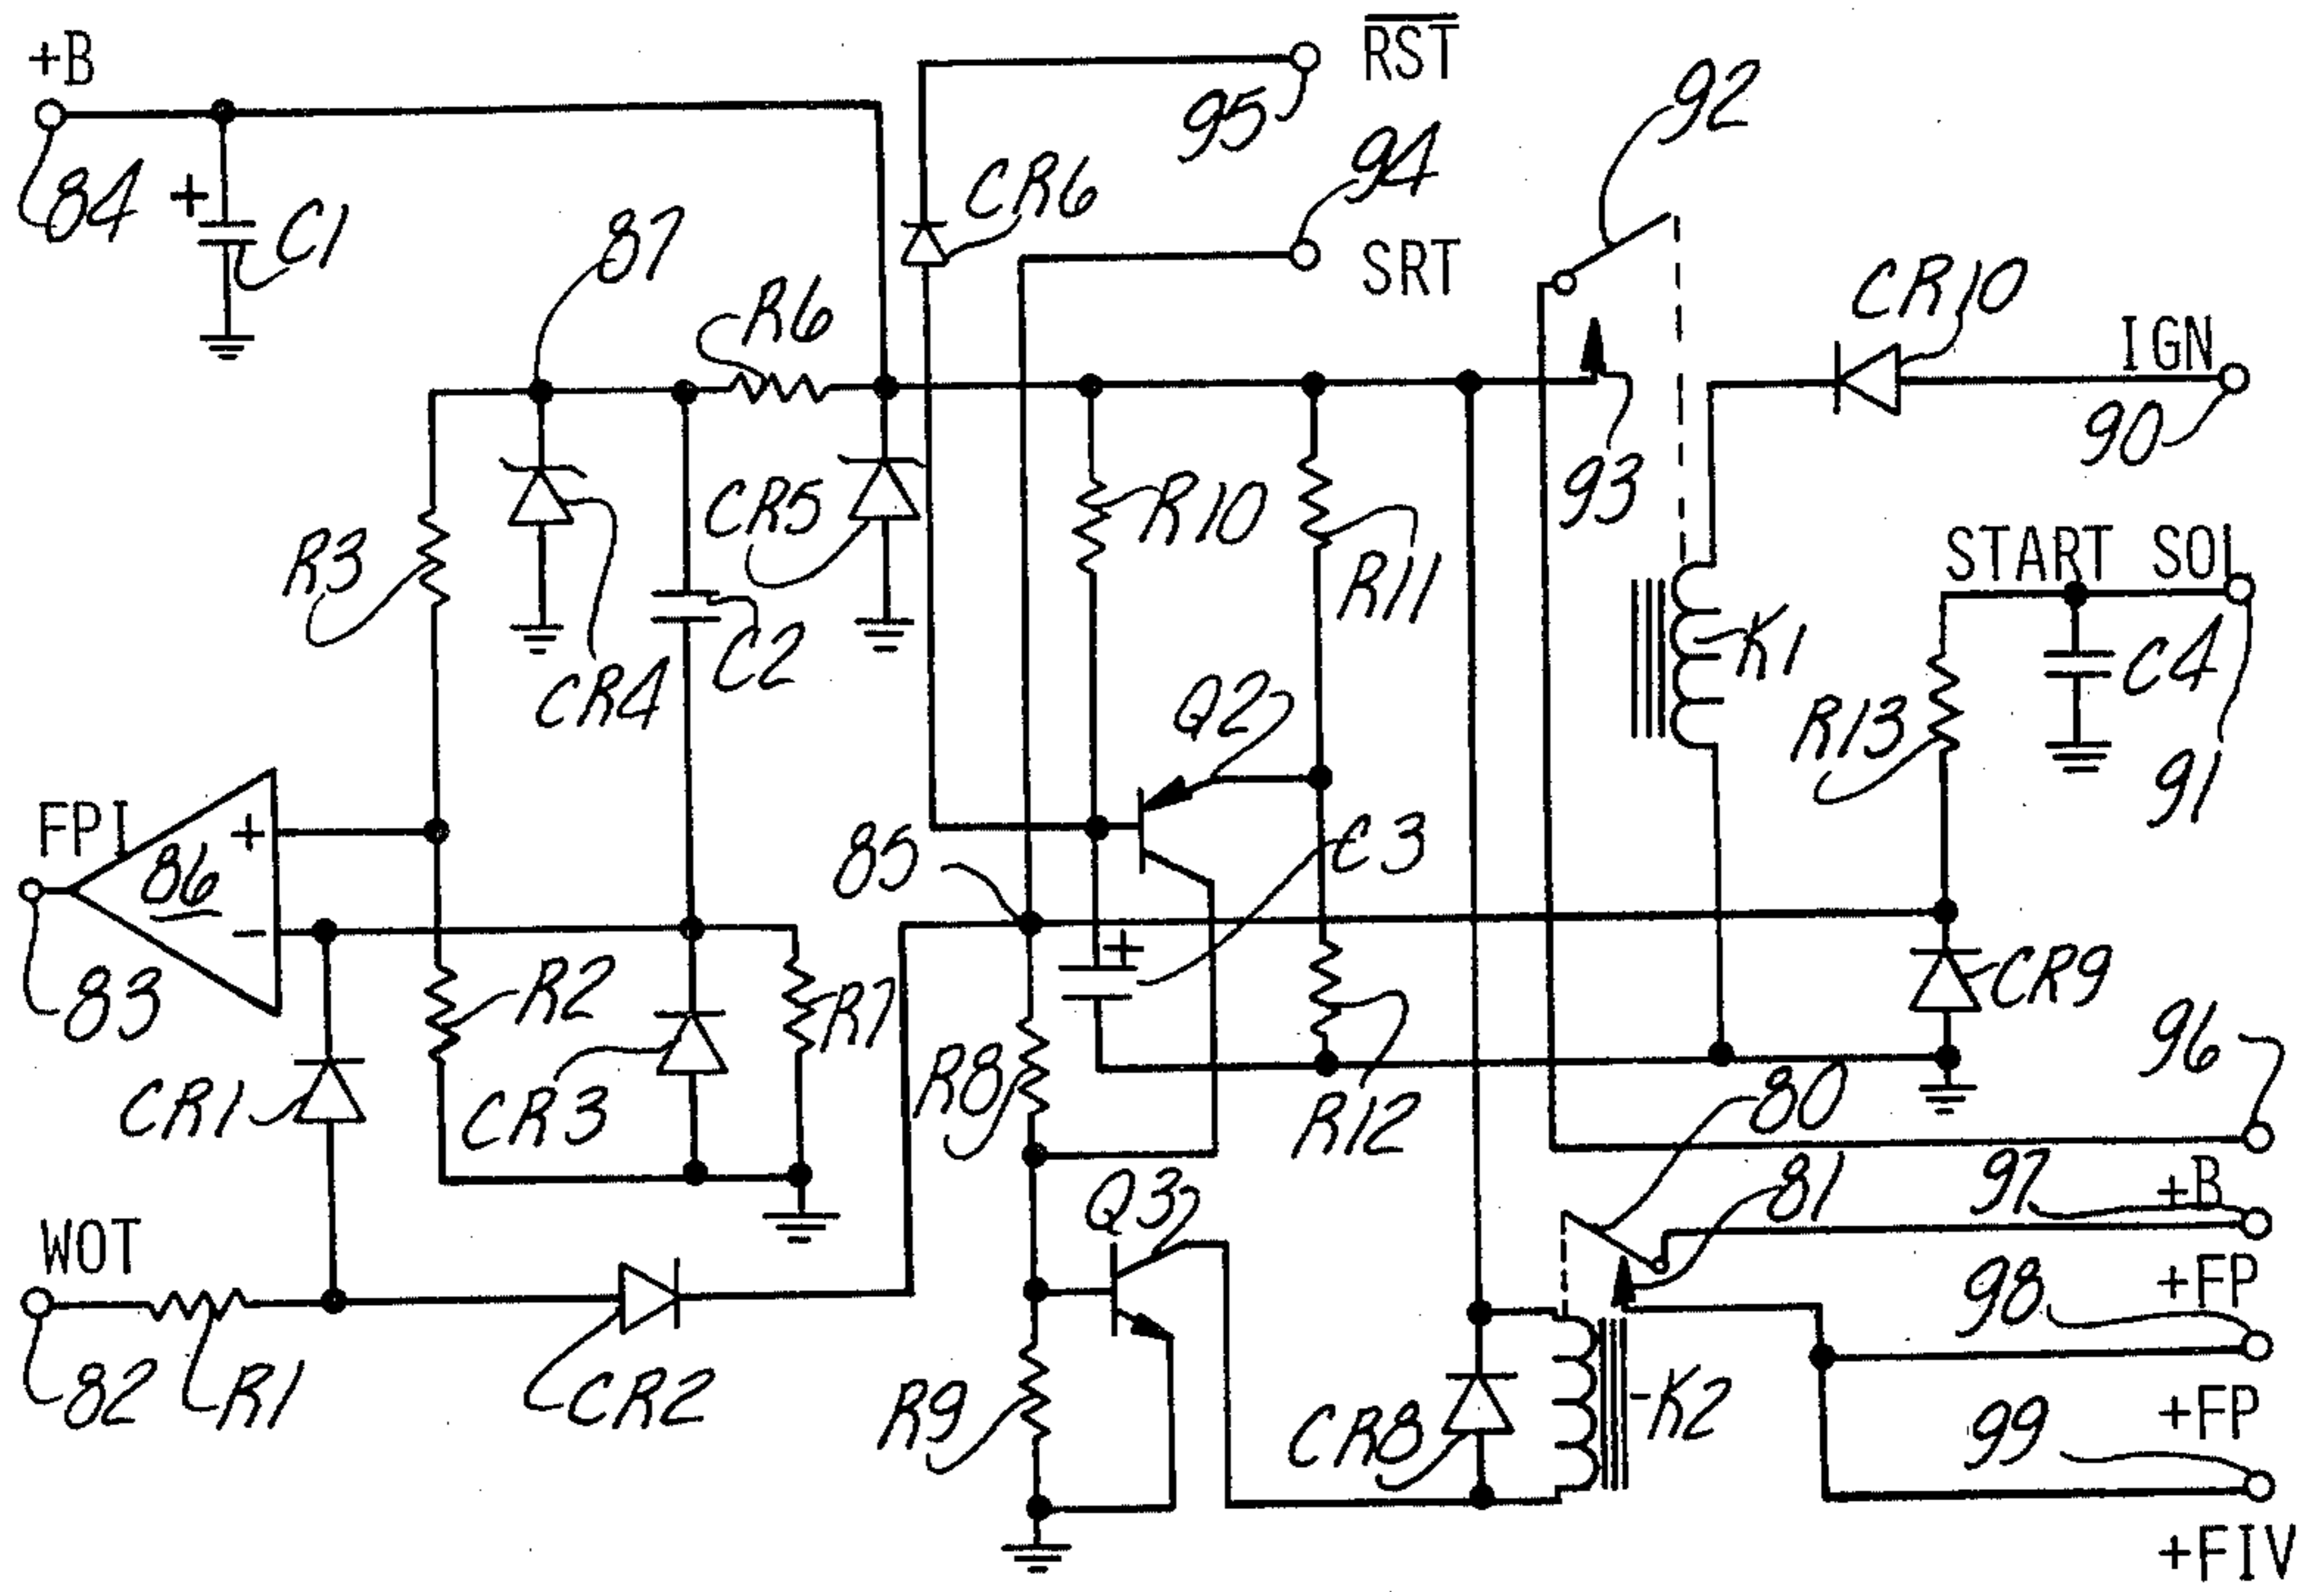 +B
RST
95
92
84
+
C1
CR6
94
SRT
87
R6
CR10
IGN
90
93
R3
CR5
R10
R11
START SOL
CR4
C2
K1
C4
R13
91
Q2
FPI
86
+
−
83
85
C3
+
R2
R7
CR9
96
CR1
CR3
R8
R12
80
WOT
Q3
81
97
+B
98
+FP
82
R1
CR2
R9
CR8
K2
+FP
99
+FIV